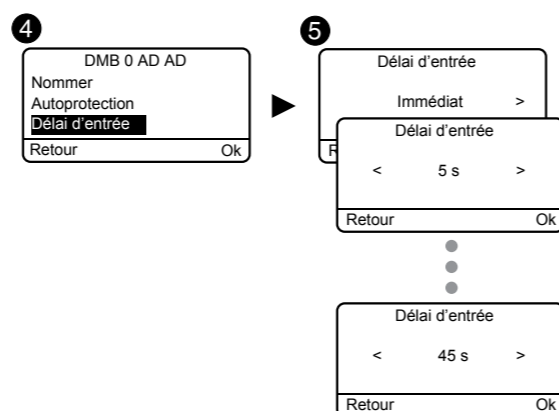 4
DMB 0 AD AD
Nommer
Autoprotection
Délai d'entrée
Retour Ok
5
Délai d'entrée
Immédiat >
R
Délai d'entrée
< 5 s >
Retour Ok
Délai d'entrée
< 45 s >
Retour Ok